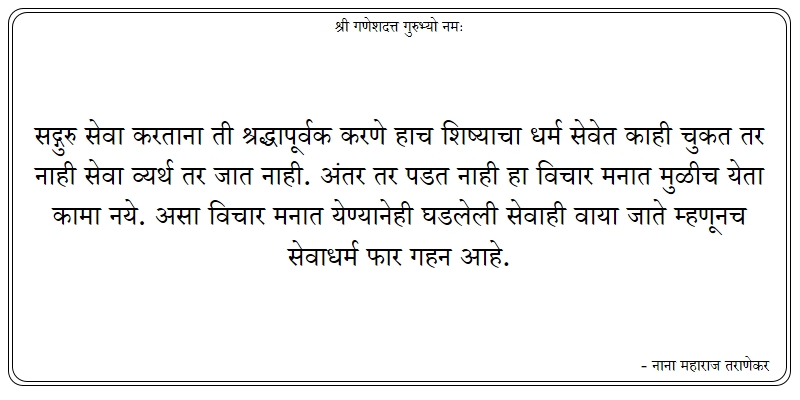 श्री गणेशदत्त गुरुभ्यो नमः
सद्गुरु सेवा करताना ती श्रद्धापूर्वक करणे हाच शिष्याचा धर्म सेवेत काही चुकत तर
नाही सेवा व्यर्थ तर जात नाही. अंतर तर पडत नाही हा विचार मनात मुळीच येता
कामा नये. असा विचार मनात येण्यानेही घडलेली सेवाही वाया जाते म्हणूनच
सेवाधर्म फार गहन आहे.
- नाना महाराज तराणेकर